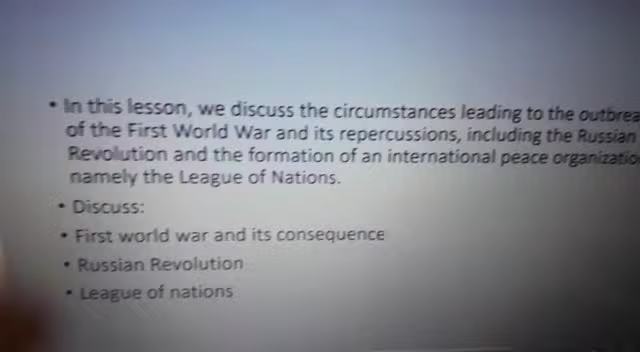 • In this lesson, we discuss the circumstances leading to the outbrea
of the First World War and its repercussions, including the Russian
Revolution and the formation of an international peace organizatio
namely the League of Nations.
• Discuss:
• First world war and its consequence
• Russian Revolution
• League of nations